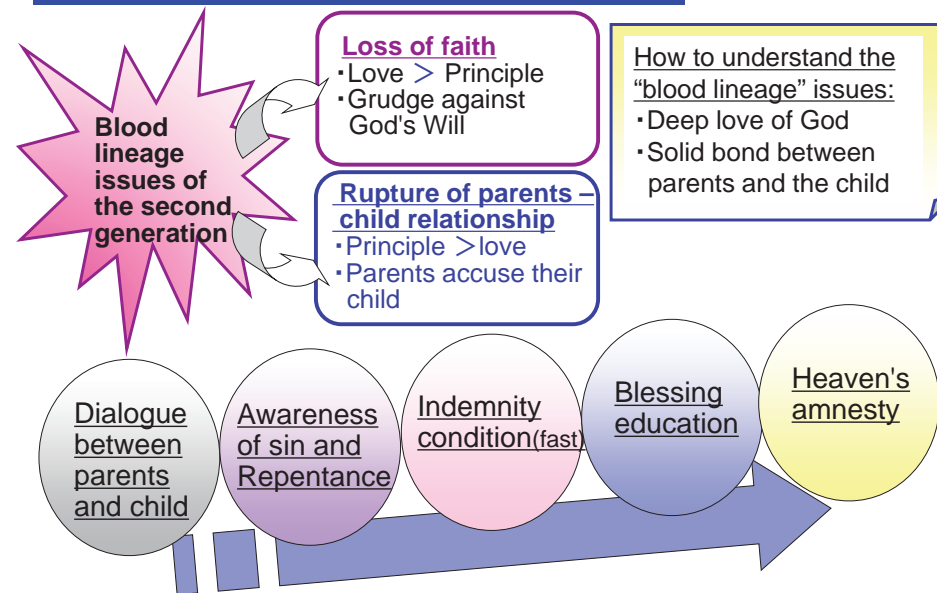 Blood
lineage
issues of
the second
generation
Loss of faith
・Love ＞ Principle
・Grudge against
God's Will
Rupture of parents –
child relationship
・Principle ＞love
・Parents accuse their
child
How to understand the
“blood lineage” issues:
・Deep love of God
・Solid bond between
parents and the child
Dialogue
between
parents
and child
Awareness
of sin and
Repentance
Indemnity
condition(fast)
Blessing
education
Heaven's
amnesty